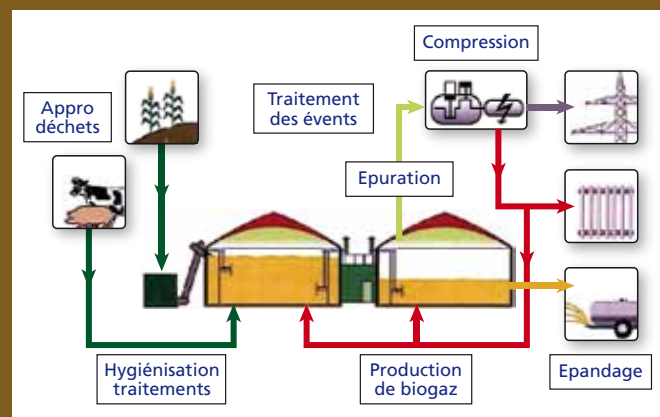 Compression
Appro
déchets
Traitement
des évents
Epuration
Hygiénisation
traitements
Production
de biogaz
Epandage